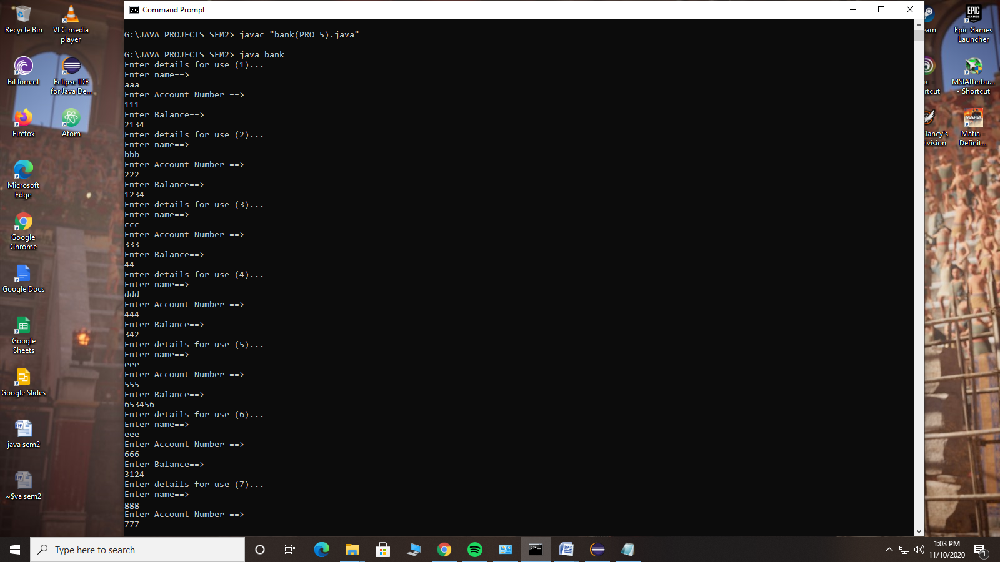 Command Prompt
G:\JAVA PROJECTS SEM2> javac "bank(PRO 5).java"
G:\JAVA PROJECTS SEM2> java bank
Enter details for use (1)...
Enter name==>
aaa
Enter Account Number ==>
111
Enter Balance==>
2134
Enter details for use (2)...
Enter name==>
bbb
Enter Account Number ==>
222
Enter Balance==>
1234
Enter details for use (3)...
Enter name==>
ccc
Enter Account Number ==>
333
Enter Balance==>
44
Enter details for use (4)...
Enter name==>
ddd
Enter Account Number ==>
444
Enter Balance==>
342
Enter details for use (5)...
Enter name==>
eee
Enter Account Number ==>
555
Enter Balance==>
653456
Enter details for use (6)...
Enter name==>
eee
Enter Account Number ==>
666
Enter Balance==>
3124
Enter details for use (7)...
Enter name==>
ggg
Enter Account Number ==>
777
Recycle Bin
VLC media
player
BitTorrent
Eclipse IDE
for Java De...
Firefox
Atom
Microsoft
Edge
Google
Chrome
Google Docs
Google
Sheets
Google Slides
java sem2
~$va sem2
eam
EPIC
GAMES
Epic Games
Launcher
oc -
rtcut
MSIAfterbu...
- Shortcut
lancy's
ivision
MAFIA
Mafia -
Definit...
Type here to search
1:03 PM
11/10/2020
1